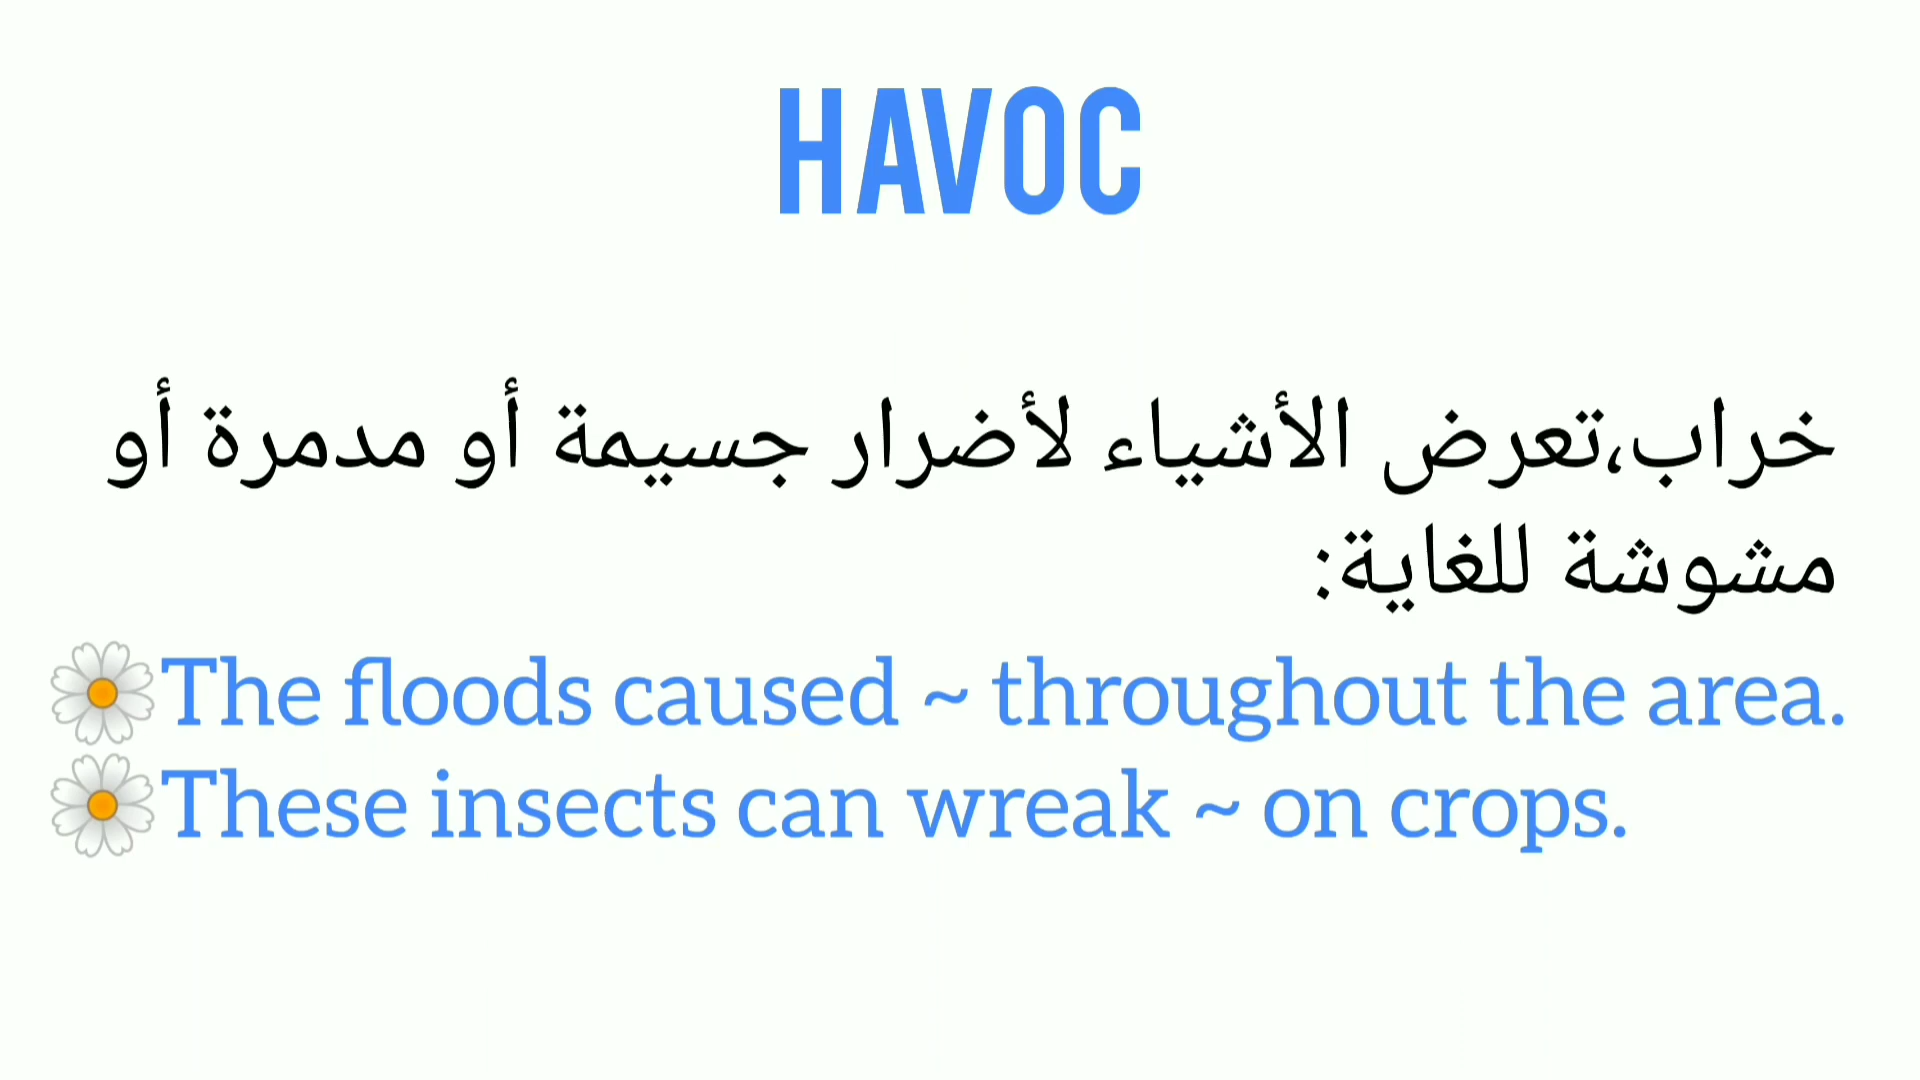 HAVOC
خراب،تعرض الأشياء لأضرار جسيمة أو مدمرة أو
مشوشة للغاية:
The floods caused ~ throughout the area.
These insects can wreak ~ on crops.